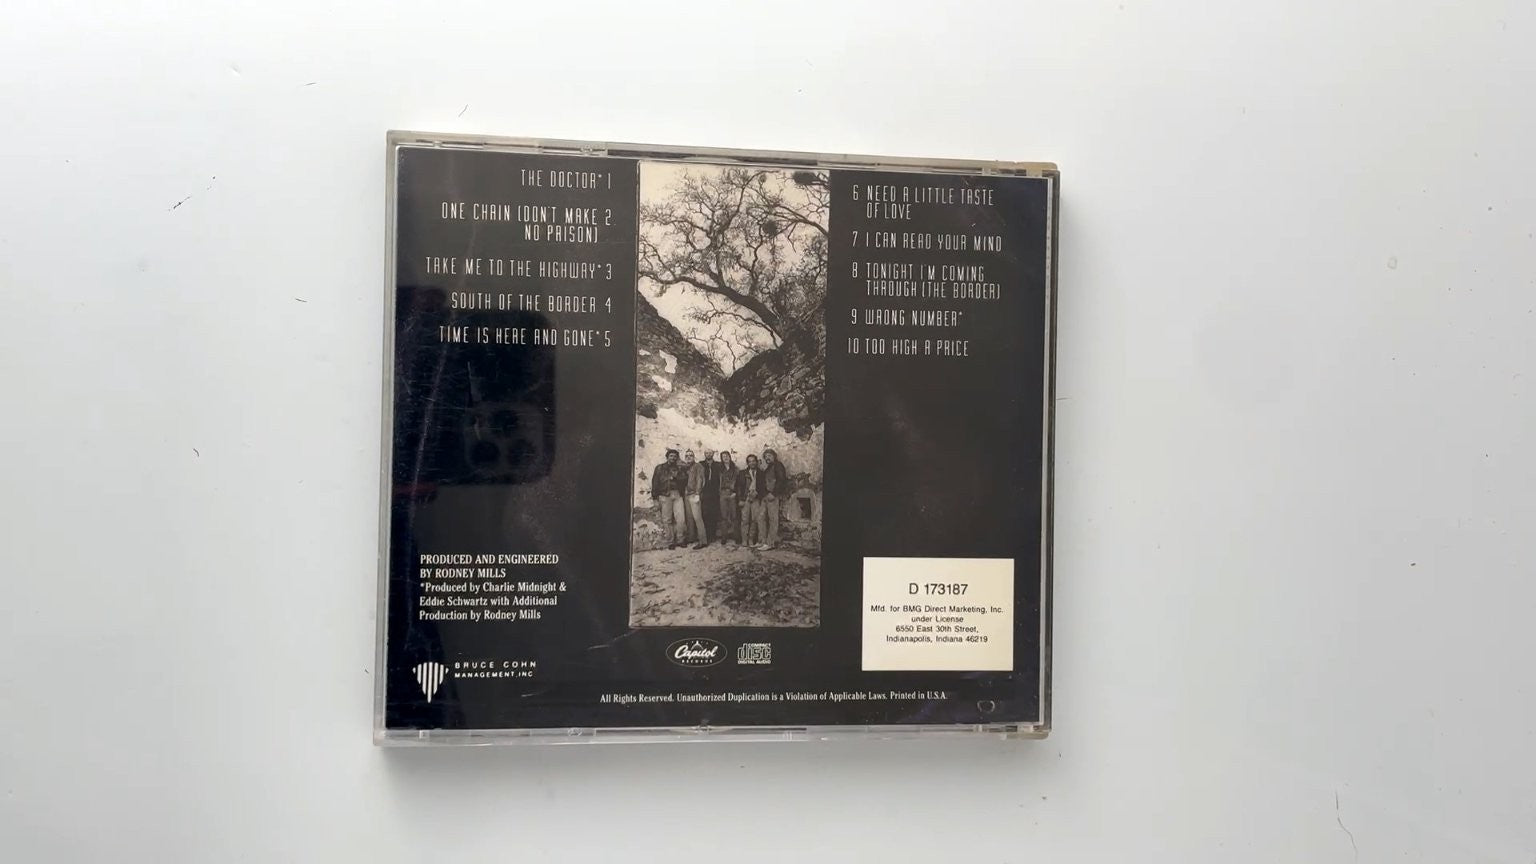 THE DOCTOR* 1
ONE CHAIN (DON'T MAKE 2
NO PRISON)
TAKE ME TO THE HIGHWAY* 3
SOUTH OF THE BORDER 4
TIME IS HERE AND GONE* 5
6 NEED A LITTLE TASTE
OF LOVE
7 I CAN READ YOUR MIND
8 TONIGHT I'M COMING
THROUGH (THE BORDER)
9 WRONG NUMBER*
10 TOO HIGH A PRICE
PRODUCED AND ENGINEERED
BY RODNEY MILLS
*Produced by Charlie Midnight &
Eddie Schwartz with Additional
Production by Rodney Mills
BRUCE COHN
MANAGEMENT, INC
Capitol
RECORDS
COMPACT
disc
DIGITAL AUDIO
D 173187
Mfd. for BMG Direct Marketing, Inc.
under License
6550 East 30th Street,
Indianapolis, Indiana 46219
All Rights Reserved. Unauthorized Duplication is a Violation of Applicable Laws. Printed in U.S.A.